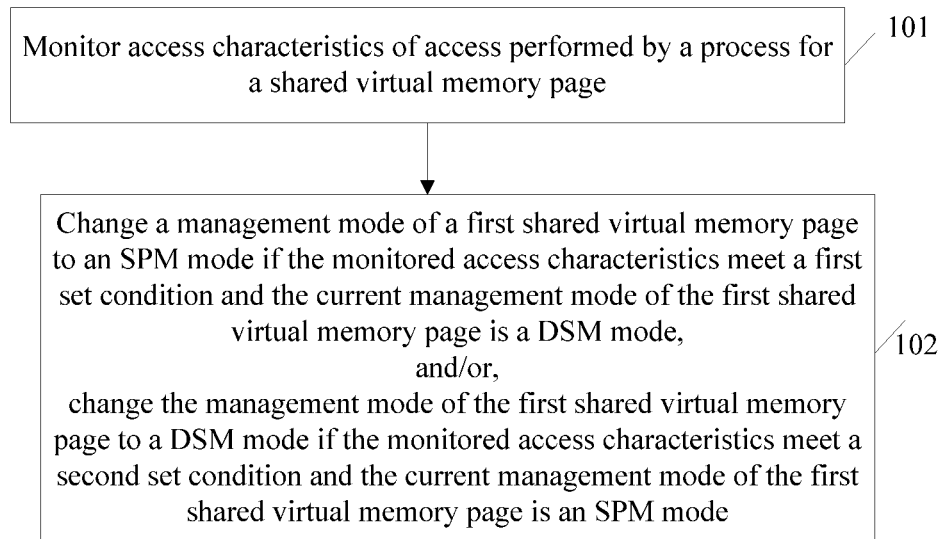 Monitor access characteristics of access performed by a process for
a shared virtual memory page
101
Change a management mode of a first shared virtual memory page
to an SPM mode if the monitored access characteristics meet a first
set condition and the current management mode of the first shared
virtual memory page is a DSM mode,
and/or,
change the management mode of the first shared virtual memory
page to a DSM mode if the monitored access characteristics meet a
second set condition and the current management mode of the first
shared virtual memory page is an SPM mode
102